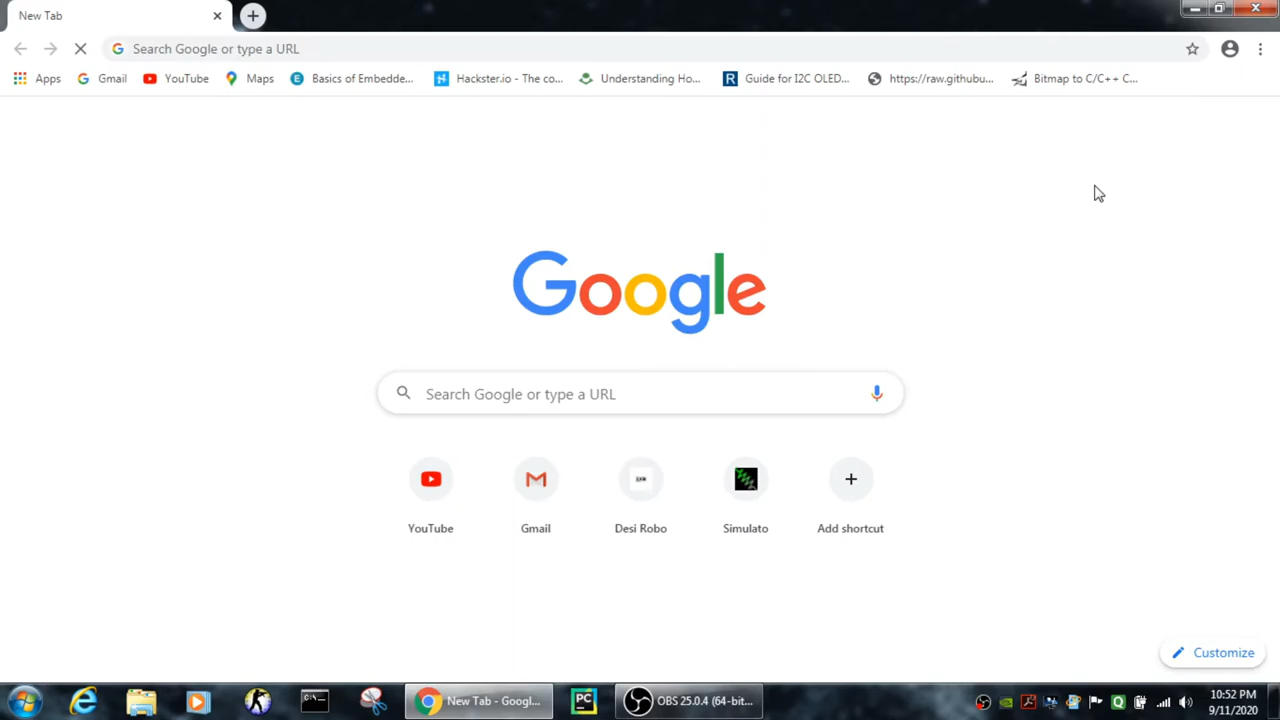 New Tab
Search Google or type a URL
Apps Gmail YouTube Maps Basics of Embedde... Hackster.io - The co... Understanding Ho... Guide for I2C OLED... https://raw.githubu... Bitmap to C/C++ C...
Google
Search Google or type a URL
YouTube Gmail Desi Robo Simulato Add shortcut
Customize
New Tab - Googl... OBS 25.0.4 (64-bit... 10:52 PM
9/11/2020